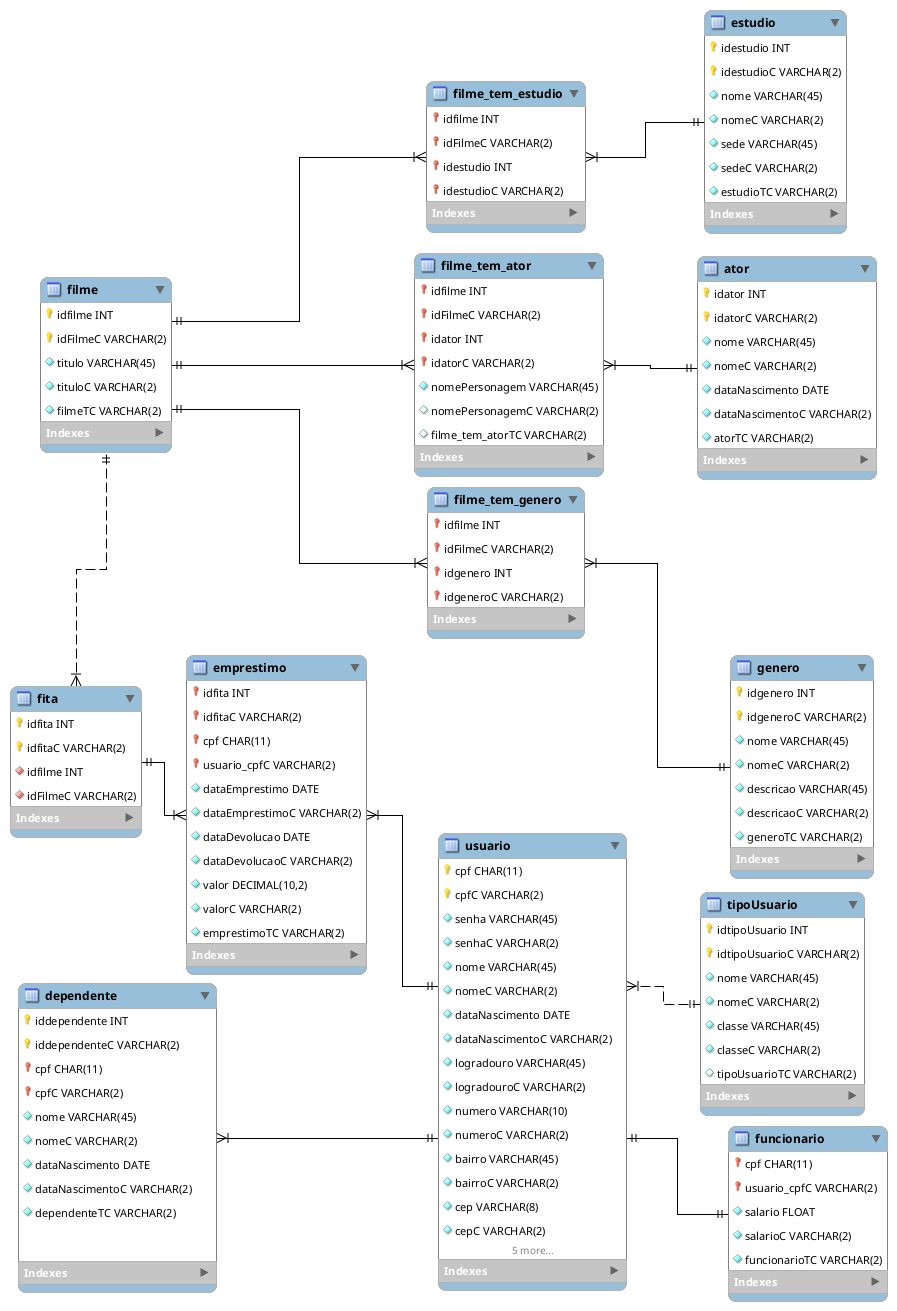 estudio
idestudio INT
idestudioC VARCHAR(2)
nome VARCHAR(45)
nomeC VARCHAR(2)
sede VARCHAR(45)
sedeC VARCHAR(2)
estudioTC VARCHAR(2)
Indexes
filme_tem_estudio
idfilme INT
idFilmeC VARCHAR(2)
idestudio INT
idestudioC VARCHAR(2)
Indexes
filme_tem_ator
idfilme INT
idFilmeC VARCHAR(2)
idator INT
idatorC VARCHAR(2)
nomePersonagem VARCHAR(45)
nomePersonagemC VARCHAR(2)
filme_tem_atorTC VARCHAR(2)
Indexes
ator
idator INT
idatorC VARCHAR(2)
nome VARCHAR(45)
nomeC VARCHAR(2)
dataNascimento DATE
dataNascimentoC VARCHAR(2)
atorTC VARCHAR(2)
Indexes
filme
idfilme INT
idFilmeC VARCHAR(2)
titulo VARCHAR(45)
tituloC VARCHAR(2)
filmeTC VARCHAR(2)
Indexes
filme_tem_genero
idfilme INT
idFilmeC VARCHAR(2)
idgenero INT
idgeneroC VARCHAR(2)
Indexes
fita
idfita INT
idfitaC VARCHAR(2)
idfilme INT
idFilmeC VARCHAR(2)
Indexes
emprestimo
idfita INT
idfitaC VARCHAR(2)
cpf CHAR(11)
usuario_cpfC VARCHAR(2)
dataEmprestimo DATE
dataEmprestimoC VARCHAR(2)
dataDevolucao DATE
dataDevolucaoC VARCHAR(2)
valor DECIMAL(10,2)
valorC VARCHAR(2)
emprestimoTC VARCHAR(2)
Indexes
genero
idgenero INT
idgeneroC VARCHAR(2)
nome VARCHAR(45)
nomeC VARCHAR(2)
descricao VARCHAR(45)
descricaoC VARCHAR(2)
generoTC VARCHAR(2)
Indexes
usuario
cpf CHAR(11)
cpfC VARCHAR(2)
senha VARCHAR(45)
senhaC VARCHAR(2)
nome VARCHAR(45)
nomeC VARCHAR(2)
dataNascimento DATE
dataNascimentoC VARCHAR(2)
logradouro VARCHAR(45)
logradouroC VARCHAR(2)
numero VARCHAR(10)
numeroC VARCHAR(2)
bairro VARCHAR(45)
bairroC VARCHAR(2)
cep VARCHAR(8)
cepC VARCHAR(2)
5 more...
Indexes
tipoUsuario
idtipoUsuario INT
idtipoUsuarioC VARCHAR(2)
nome VARCHAR(45)
nomeC VARCHAR(2)
classe VARCHAR(45)
classeC VARCHAR(2)
tipoUsuarioTC VARCHAR(2)
Indexes
dependente
iddependente INT
iddependenteC VARCHAR(2)
cpf CHAR(11)
cpfC VARCHAR(2)
nome VARCHAR(45)
nomeC VARCHAR(2)
dataNascimento DATE
dataNascimentoC VARCHAR(2)
dependenteTC VARCHAR(2)
Indexes
funcionario
cpf CHAR(11)
usuario_cpfC VARCHAR(2)
salario FLOAT
salarioC VARCHAR(2)
funcionarioTC VARCHAR(2)
Indexes